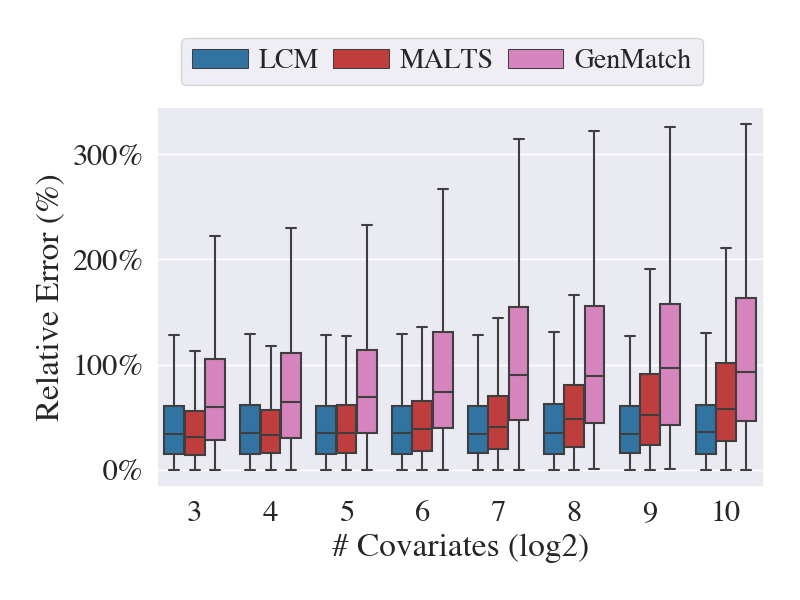 LCM MALTS GenMatch
Relative Error (%)
300%
200%
100%
0%
3 4 5 6 7 8 9 10
# Covariates (log2)